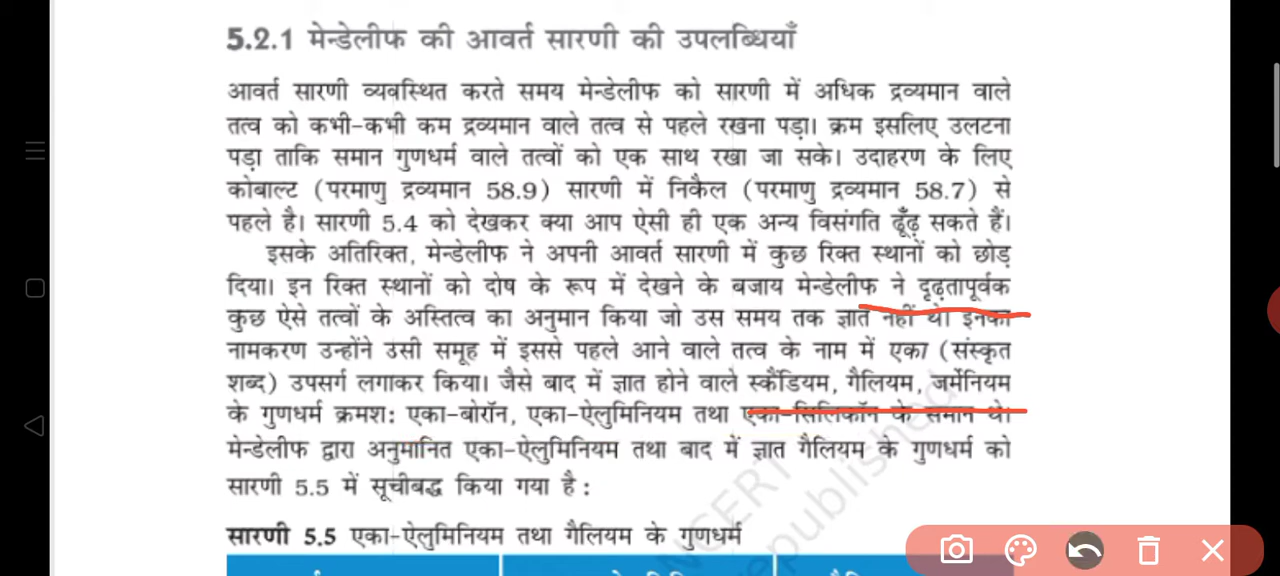 5.2.1 मेन्डेलीफ की आवर्त सारणी की उपलब्धियाँ
आवर्त सारणी व्यवस्थित करते समय मेन्डेलीफ को सारणी में अधिक द्रव्यमान वाले
तत्व को कभी-कभी कम द्रव्यमान वाले तत्व से पहले रखना पड़ा। क्रम इसलिए उलटना
पड़ा ताकि समान गुणधर्म वाले तत्वों को एक साथ रखा जा सके। उदाहरण के लिए
कोबाल्ट (परमाणु द्रव्यमान 58.9) सारणी में निकैल (परमाणु द्रव्यमान 58.7) से
पहले है। सारणी 5.4 को देखकर क्या आप ऐसी ही एक अन्य विसंगति ढूँढ़ सकते हैं।
इसके अतिरिक्त, मेन्डेलीफ ने अपनी आवर्त सारणी में कुछ रिक्त स्थानों को छोड़
दिया। इन रिक्त स्थानों को दोष के रूप में देखने के बजाय मेन्डेलीफ ने दृढ़तापूर्वक
कुछ ऐसे तत्वों के अस्तित्व का अनुमान किया जो उस समय तक ज्ञात नहीं थे। इनका
नामकरण उन्होंने उसी समूह में इससे पहले आने वाले तत्व के नाम में एका (संस्कृत
शब्द) उपसर्ग लगाकर किया। जैसे बाद में ज्ञात होने वाले स्कैंडियम, गैलियम, जर्मेनियम
के गुणधर्म क्रमश: एका-बोरॉन, एका-ऐलुमिनियम तथा एका-सिलिकॉन के समान थे।
मेन्डेलीफ द्वारा अनुमानित एका-ऐलुमिनियम तथा बाद में ज्ञात गैलियम के गुणधर्म को
सारणी 5.5 में सूचीबद्ध किया गया है :
सारणी 5.5 एका-ऐलुमिनियम तथा गैलियम के गुणधर्म
NCERT
republished